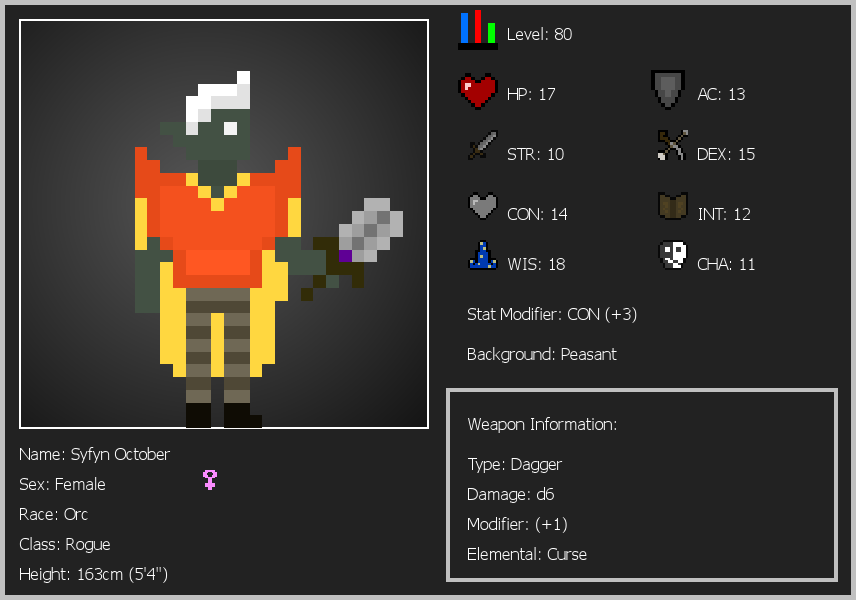 Level: 80
HP: 17
AC: 13
STR: 10
DEX: 15
CON: 14
INT: 12
WIS: 18
CHA: 11
Stat Modifier: CON (+3)
Background: Peasant
Weapon Information:
Type: Dagger
Damage: d6
Modifier: (+1)
Elemental: Curse
Name: Syfyn October
Sex: Female
Race: Orc
Class: Rogue
Height: 163cm (5'4")